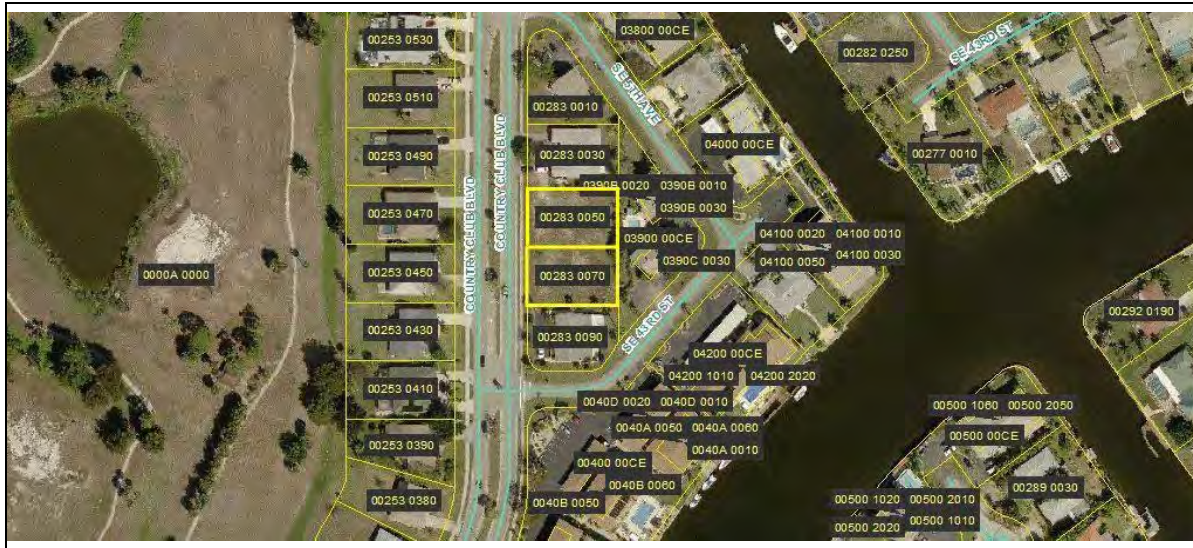 00253 0530
03800 00CE
00282 0250
SE 43RD ST
00253 0510
00283 0010
SE 5TH AVE
COUNTRY CLUB BLVD
00253 0490
00283 0030
04000 00CE
00277 0010
00253 0470
0390B 0020
0390B 0010
0390B 0030
00283 0050
COUNTRY CLUB BLVD
03900 00CE
04100 0020
04100 0010
0000A 0000
00253 0450
00283 0070
0390C 0030
04100 0050
04100 0030
00253 0430
00283 0090
SE 43RD ST
00292 0190
04200 00CE
00253 0410
04200 1010
04200 2020
0040D 0020
0040D 0010
00500 1060
00500 2050
00253 0390
0040A 0050
0040A 0060
00500 00CE
0040A 0010
00400 00CE
0040B 0060
00289 0030
00253 0380
0040B 0050
00500 1020
00500 2010
00500 2020
00500 1010